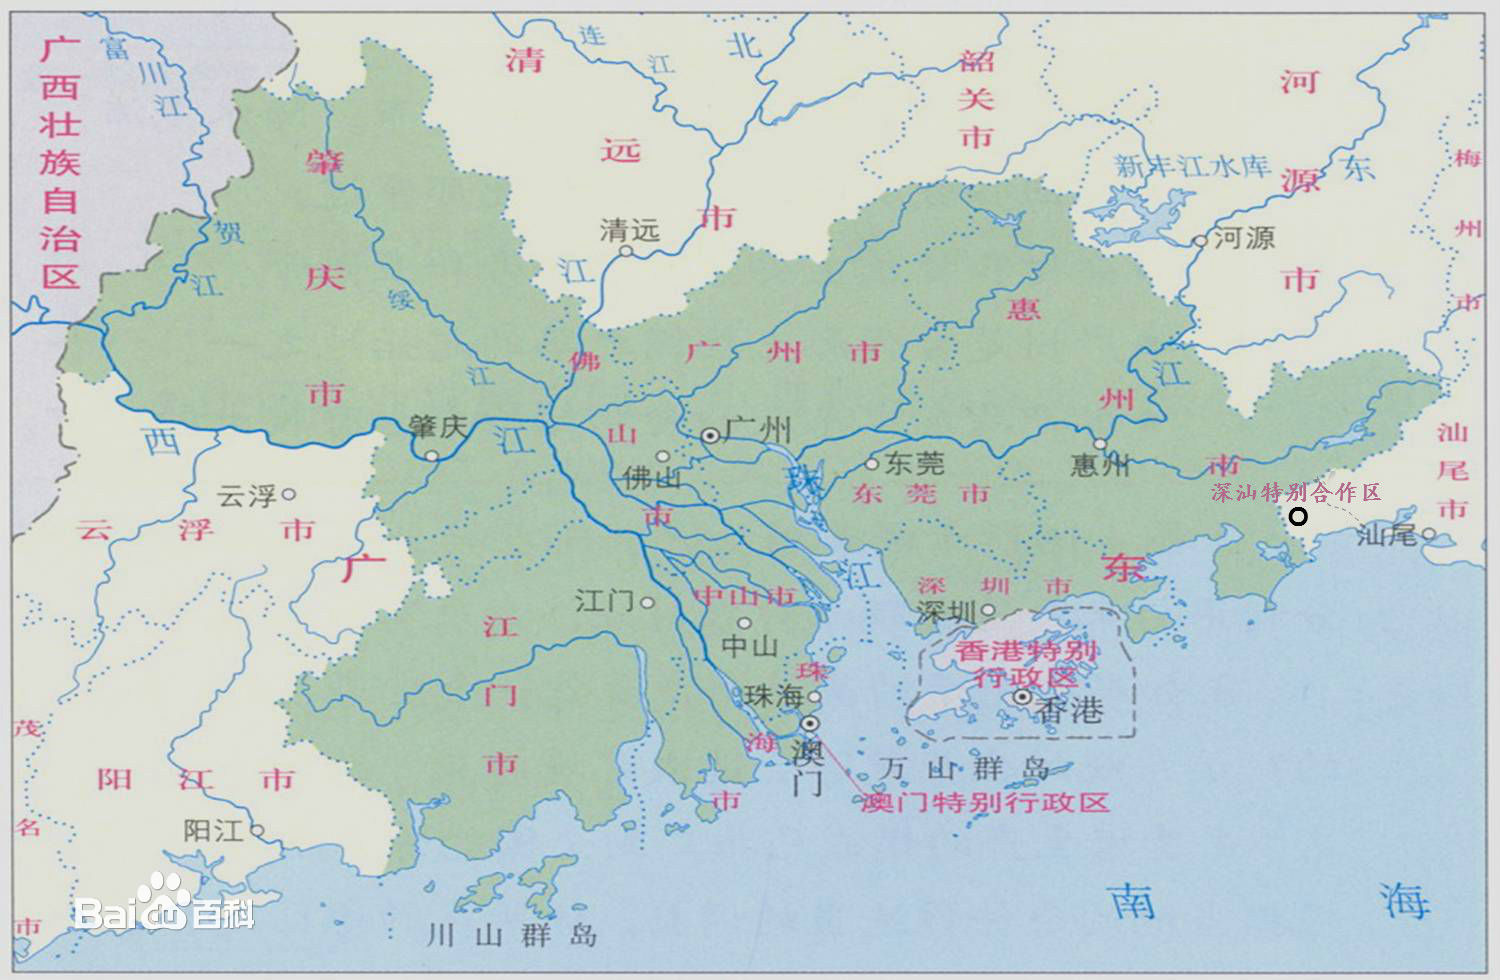 广西壮族自治区
富川江
贺江
清远市
连江
北江
韶关市
河源市
新丰江水库
东江
梅州市
清远
河源
肇庆市
绥江
佛山市
广州市
惠州市
西江
肇庆
广州
佛山
东莞
东莞市
惠州
汕尾市
深汕特别合作区
汕尾
云浮
云浮市
珠江
广东
深圳市
深圳
中山市
江门
中山
江门市
香港特别
行政区
香港
珠海市
珠海
澳门
万山群岛
澳门特别行政区
茂名市
阳江市
阳江
川山群岛
南海
Bai 百科